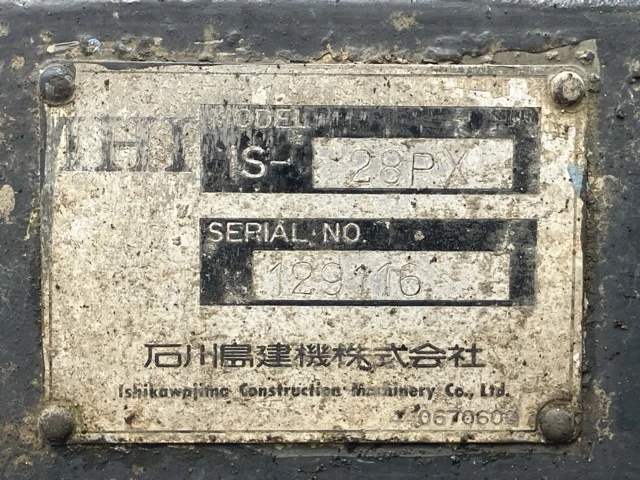 IHI
MODEL
IS-28PX
SERIAL NO.
129116
石川島建機株式会社
Ishikawajima Construction Machinery Co., Ltd.